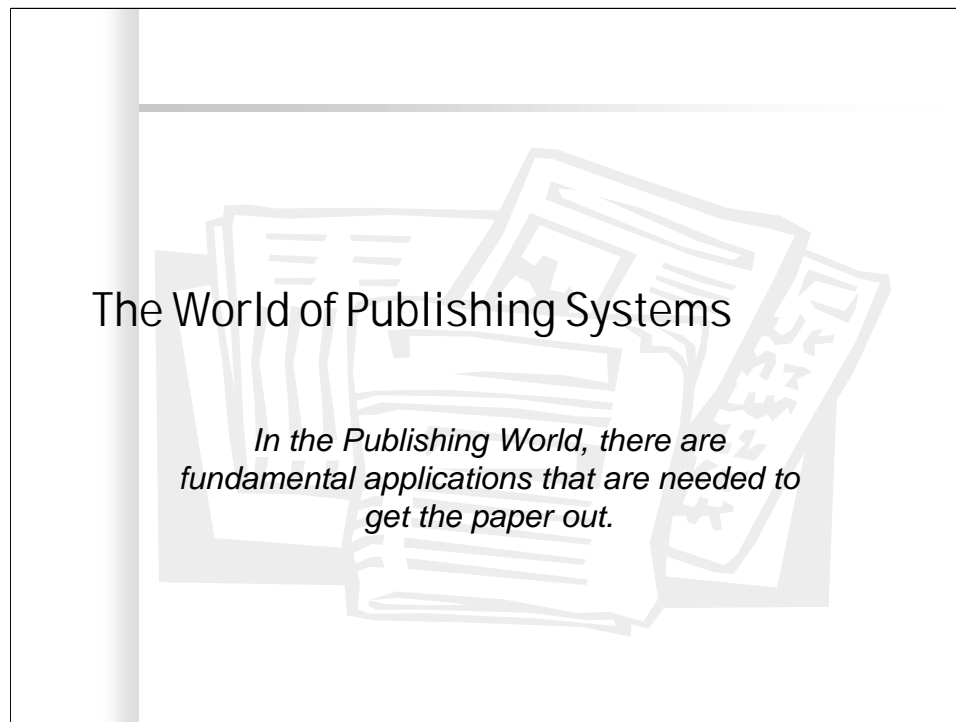 The World of Publishing Systems
In the Publishing World, there are
fundamental applications that are needed to
get the paper out.